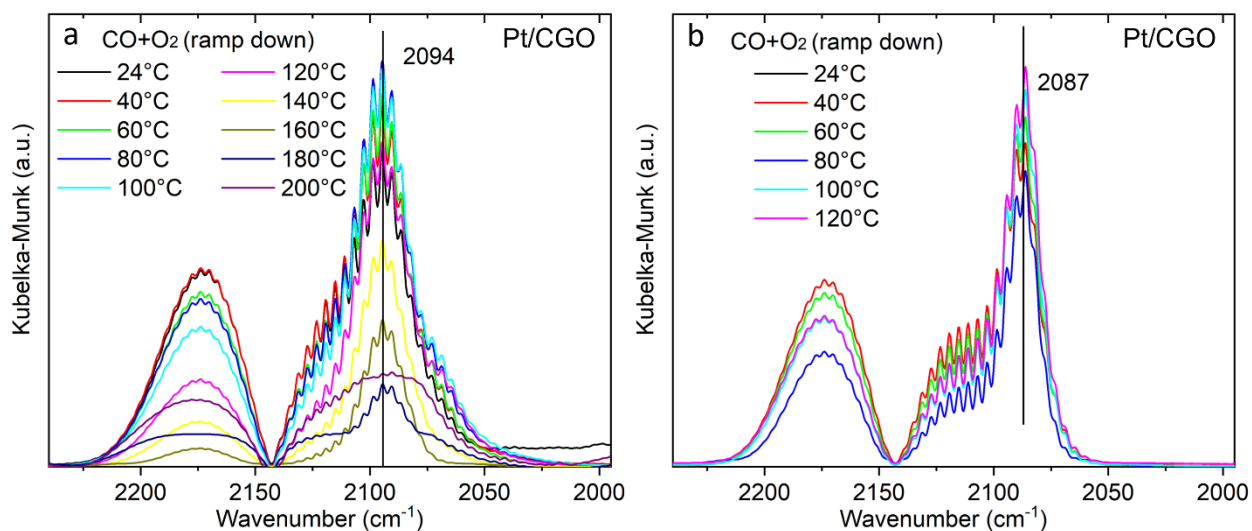 a CO+O₂ (ramp down) Pt/CGO
24°C 120°C
40°C 140°C
60°C 160°C
80°C 180°C
100°C 200°C
2094
Kubelka-Munk (a.u.)
2200 2150 2100 2050 2000
Wavenumber (cm⁻¹)
b CO+O₂ (ramp down) Pt/CGO
24°C
40°C
60°C
80°C
100°C
120°C
2087
Kubelka-Munk (a.u.)
2200 2150 2100 2050 2000
Wavenumber (cm⁻¹)